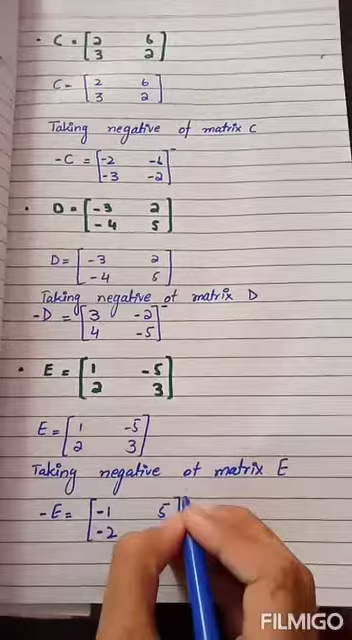 • C = [2 6
3 2]
C = [2 6
3 2]
Taking negative of matrix C
-C = [-2 -6
-3 -2]
• D = [-3 2
-4 5]
D = [-3 2
-4 5]
Taking negative of matrix D
-D = [3 -2
4 -5]
• E = [1 -5
2 3]
E = [1 -5
2 3]
Taking negative of matrix E
-E = [-1 5
-2
FILMIGO